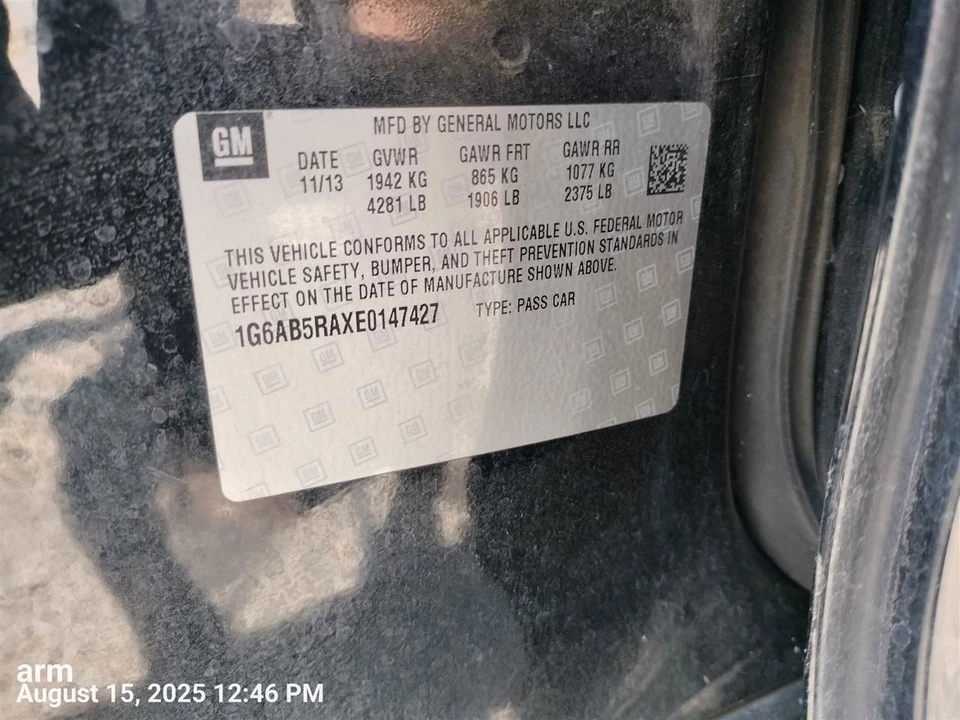 GM
MFD BY GENERAL MOTORS LLC
DATE GVWR GAWR FRT GAWR RR
11/13 1942 KG 865 KG 1077 KG
4281 LB 1906 LB 2375 LB
THIS VEHICLE CONFORMS TO ALL APPLICABLE U.S. FEDERAL MOTOR
VEHICLE SAFETY, BUMPER, AND THEFT PREVENTION STANDARDS IN
EFFECT ON THE DATE OF MANUFACTURE SHOWN ABOVE.
1G6AB5RAXE0147427 TYPE: PASS CAR
arm
August 15, 2025 12:46 PM